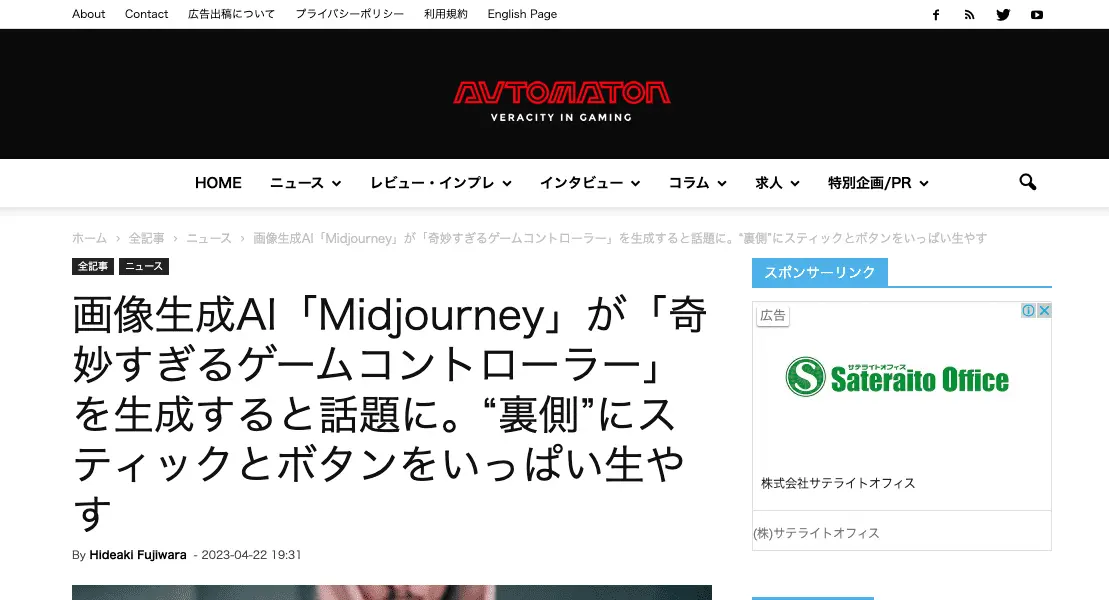 About Contact 広告出稿について プライバシーポリシー 利用規約 English Page
AUTOMATON
VERACITY IN GAMING
HOME ニュース レビュー・インプレ インタビュー コラム 求人 特別企画/PR
ホーム › 全記事 › ニュース › 画像生成AI「Midjourney」が「奇妙すぎるゲームコントローラー」を生成すると話題に。“裏側”にスティックとボタンをいっぱい生やす
全記事 ニュース
画像生成AI「Midjourney」が「奇
妙すぎるゲームコントローラー」
を生成すると話題に。“裏側”にス
ティックとボタンをいっぱい生や
す
By Hideaki Fujiwara - 2023-04-22 19:31
スポンサーリンク
広告
サテライトオフィス
Sateraito Office
株式会社サテライトオフィス
(株)サテライトオフィス